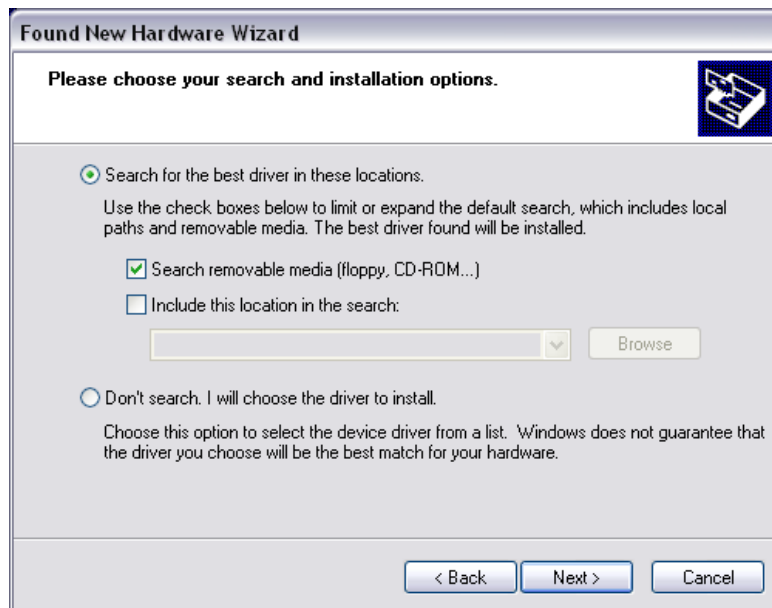 Found New Hardware Wizard
Please choose your search and installation options.
Search for the best driver in these locations.
Use the check boxes below to limit or expand the default search, which includes local
paths and removable media. The best driver found will be installed.
Search removable media (floppy, CD-ROM...)
Include this location in the search:
Browse
Don't search. I will choose the driver to install.
Choose this option to select the device driver from a list.  Windows does not guarantee that
the driver you choose will be the best match for your hardware.
< Back
Next >
Cancel